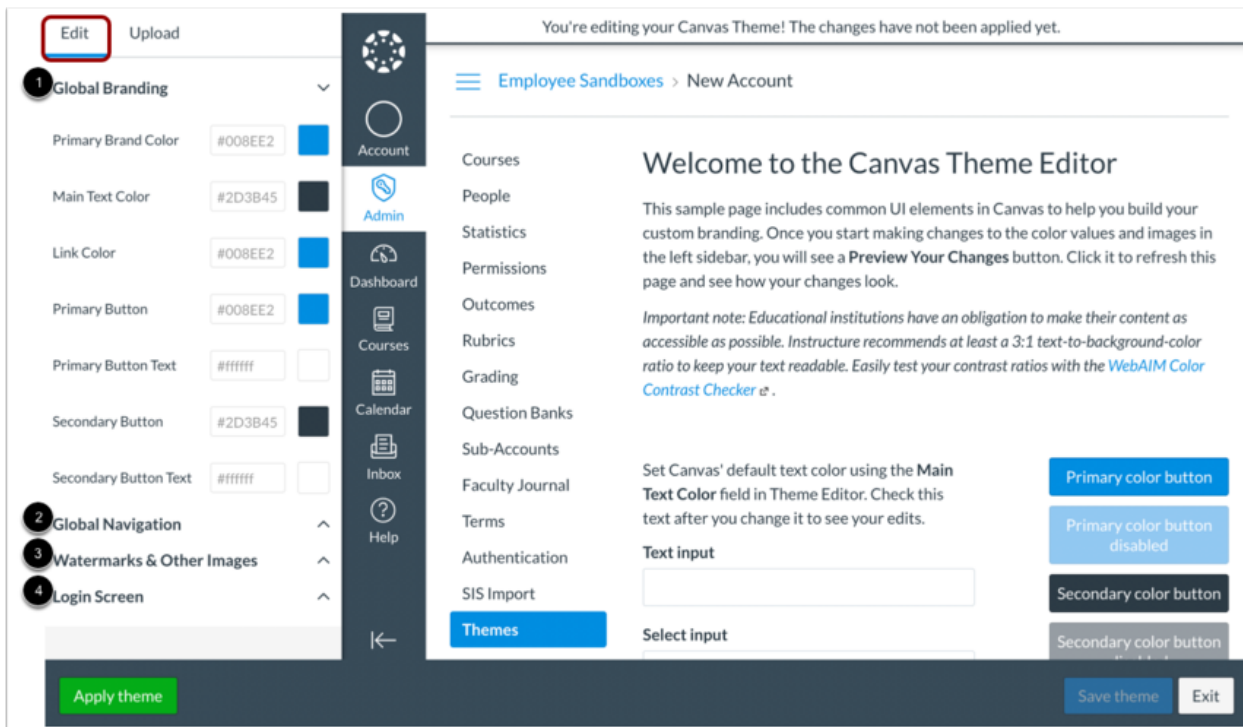 Edit
Upload
1
Global Branding
Primary Brand Color
#008EE2
Main Text Color
#2D3B45
Link Color
#008EE2
Primary Button
#008EE2
Primary Button Text
#ffffff
Secondary Button
#2D3B45
Secondary Button Text
#ffffff
2
Global Navigation
3
Watermarks & Other Images
4
Login Screen
Account
Admin
Dashboard
Courses
Calendar
Inbox
Help
You're editing your Canvas Theme! The changes have not been applied yet.
Employee Sandboxes > New Account
Courses
People
Statistics
Permissions
Outcomes
Rubrics
Grading
Question Banks
Sub-Accounts
Faculty Journal
Terms
Authentication
SIS Import
Themes
Welcome to the Canvas Theme Editor
This sample page includes common UI elements in Canvas to help you build your
custom branding. Once you start making changes to the color values and images in
the left sidebar, you will see a Preview Your Changes button. Click it to refresh this
page and see how your changes look.
Important note: Educational institutions have an obligation to make their content as
accessible as possible. Instructure recommends at least a 3:1 text-to-background-color
ratio to keep your text readable. Easily test your contrast ratios with the WebAIM Color
Contrast Checker .
Set Canvas' default text color using the Main
Text Color field in Theme Editor. Check this
text after you change it to see your edits.
Text input
Select input
Primary color button
Primary color button
disabled
Secondary color button
Secondary color button
Apply theme
Save theme
Exit